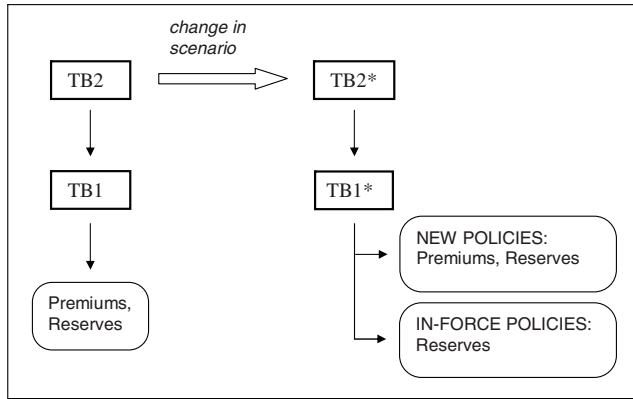 change in
scenario
TB2
TB2*
TB1
TB1*
Premiums,
Reserves
NEW POLICIES:
Premiums, Reserves
IN-FORCE POLICIES:
Reserves